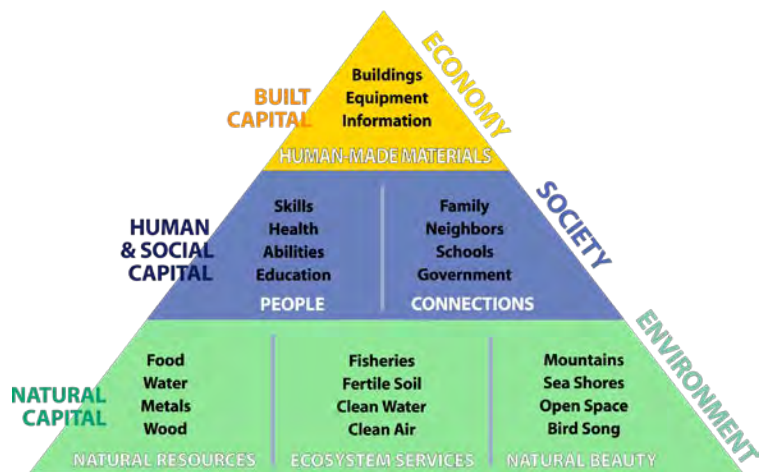 ECONOMY
BUILT
CAPITAL
Buildings
Equipment
Information
HUMAN-MADE MATERIALS
SOCIETY
HUMAN
& SOCIAL
CAPITAL
Skills
Health
Abilities
Education
PEOPLE
Family
Neighbors
Schools
Government
CONNECTIONS
ENVIRONMENT
NATURAL
CAPITAL
Food
Water
Metals
Wood
NATURAL RESOURCES
Fisheries
Fertile Soil
Clean Water
Clean Air
ECOSYSTEM SERVICES
Mountains
Sea Shores
Open Space
Bird Song
NATURAL BEAUTY